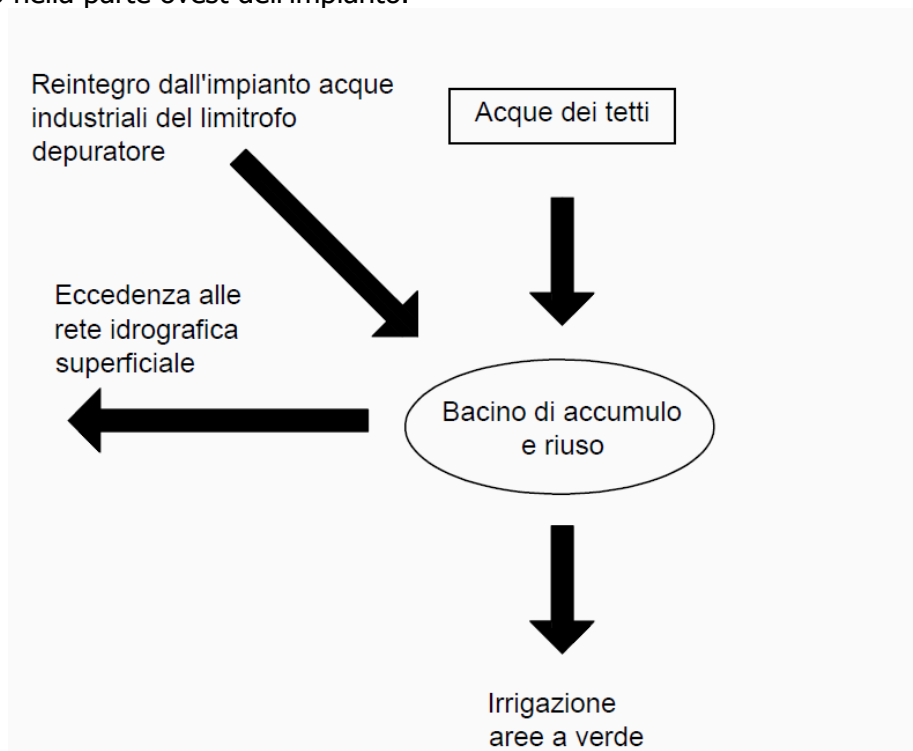 nella parte ovest dell'impianto.
Reintegro dall'impianto acque
industriali del limitrofo
depuratore
Acque dei tetti
Eccedenza alle
rete idrografica
superficiale
Bacino di accumulo
e riuso
Irrigazione
aree a verde